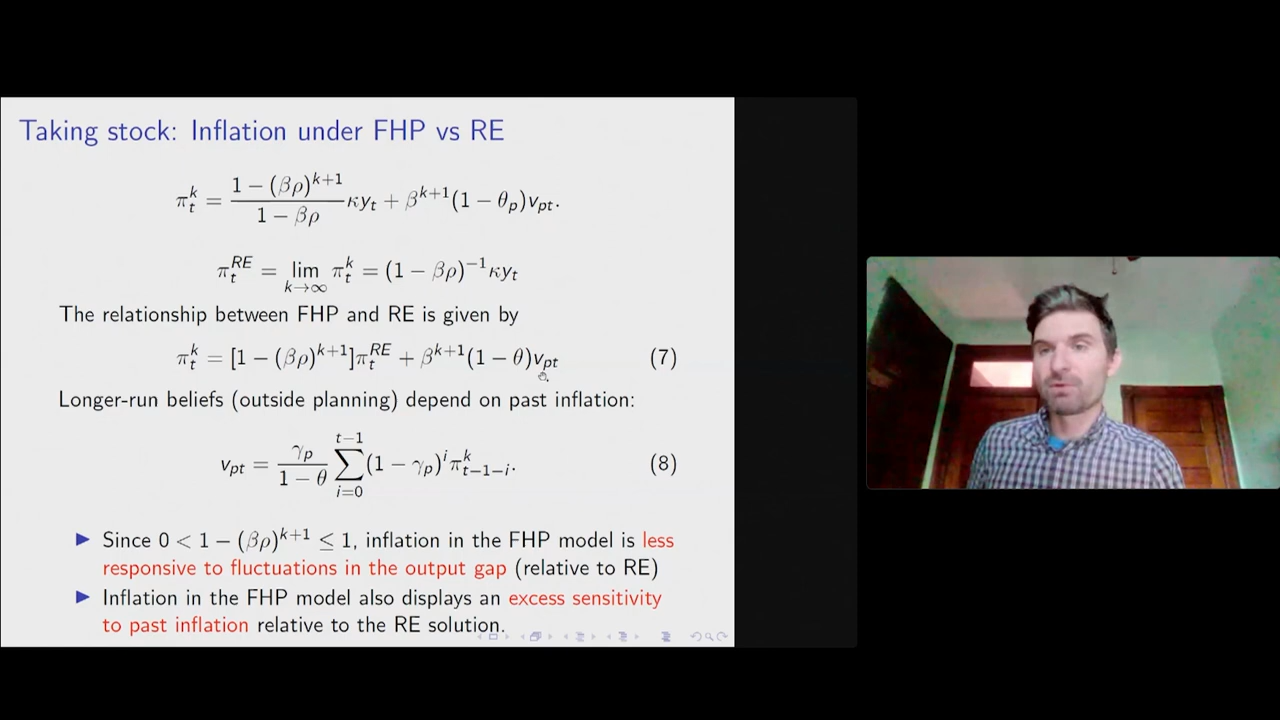 Taking stock: Inflation under FHP vs RE
π_t^k = \frac{1 − (βρ)^{k+1}}{1 − βρ} κy_t + β^{k+1}(1 − θ_p)v_{pt}.
π_t^{RE} = \lim_{k→∞} π_t^k = (1 − βρ)^{−1}κy_t
The relationship between FHP and RE is given by
π_t^k = [1 − (βρ)^{k+1}]π_t^{RE} + β^{k+1}(1 − θ)v_{pt} (7)
Longer-run beliefs (outside planning) depend on past inflation:
v_{pt} = \frac{γ_p}{1 − θ} \sum_{i=0}^{t−1} (1 − γ_p)^i π_{t−1−i}^k. (8)
▶ Since 0 < 1 − (βρ)^{k+1} ≤ 1, inflation in the FHP model is less
responsive to fluctuations in the output gap (relative to RE)
▶ Inflation in the FHP model also displays an excess sensitivity
to past inflation relative to the RE solution.